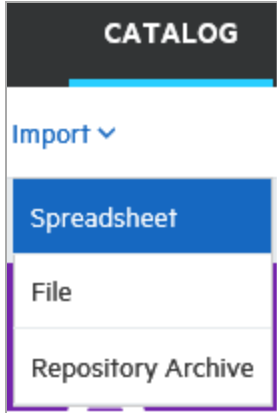 CATALOG
Import
Spreadsheet
File
Repository Archive